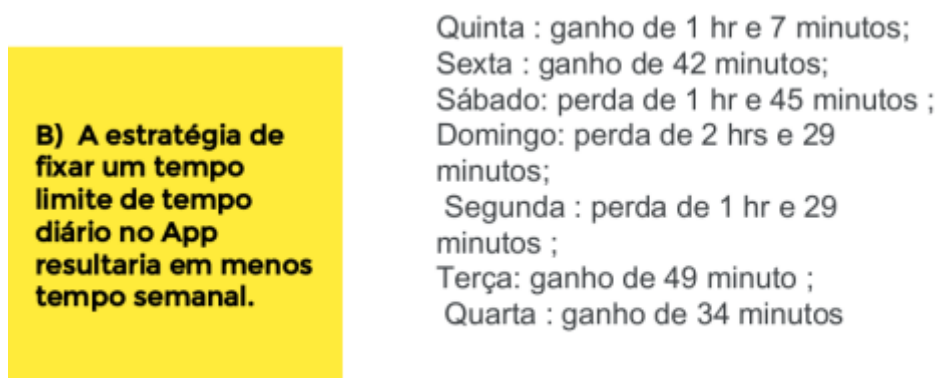 B) A estratégia de
fixar um tempo
limite de tempo
diário no App
resultaria em menos
tempo semanal.
Quinta : ganho de 1 hr e 7 minutos;
Sexta : ganho de 42 minutos;
Sábado: perda de 1 hr e 45 minutos ;
Domingo: perda de 2 hrs e 29
minutos;
Segunda : perda de 1 hr e 29
minutos ;
Terça: ganho de 49 minuto ;
Quarta : ganho de 34 minutos